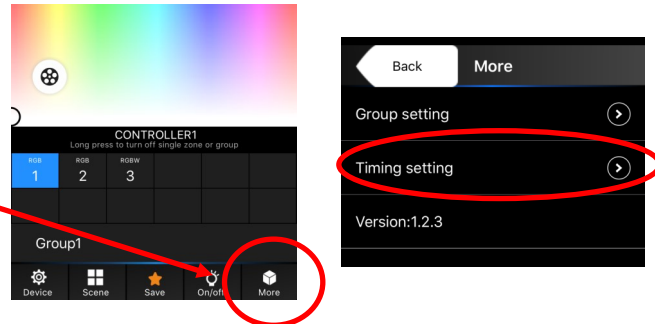 CONTROLLER1
Long press to turn off single zone or group
RGB RGB RGBW
1 2 3
Group1
Device Scene Save On/off More
Back More
Group setting
Timing setting
Version:1.2.3